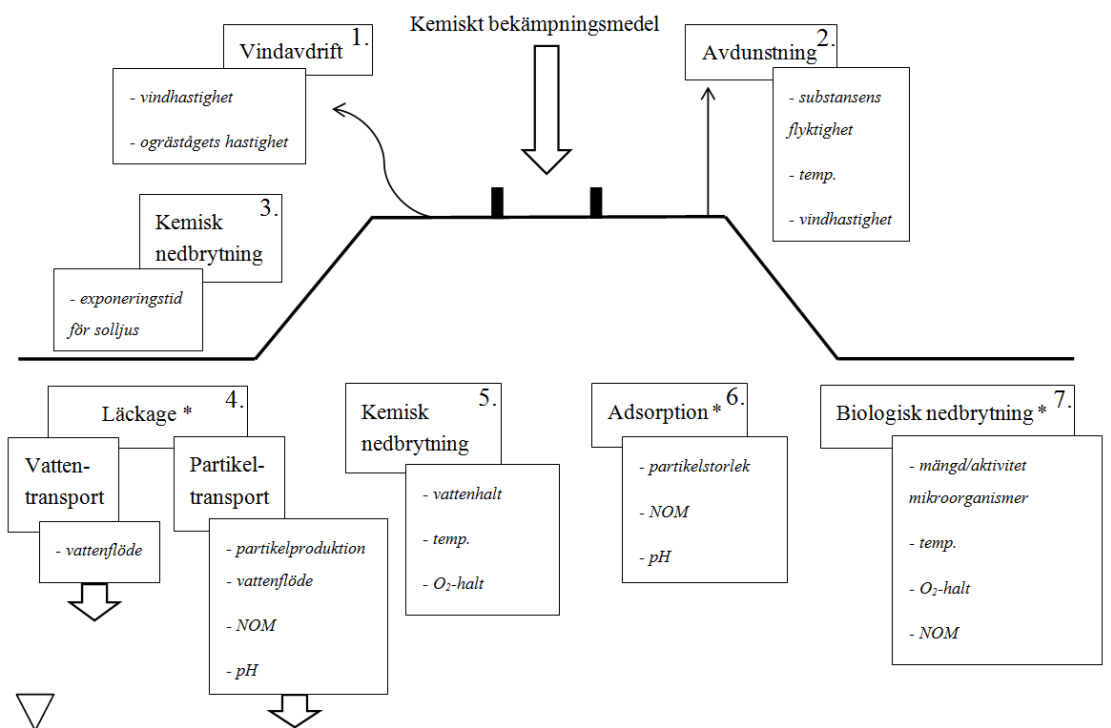 Kemiskt bekämpningsmedel
Vindavdrift 1.
- vindhastighet
- ogrästågets hastighet
Avdunstning 2.
- substansens
flyktighet
- temp.
- vindhastighet
3.
Kemisk
nedbrytning
- exponeringstid
för solljus
Läckage * 4.
Vatten-
transport
- vattenflöde
Partikel-
transport
- partikelproduktion
- vattenflöde
- NOM
- pH
Kemisk 5.
nedbrytning
- vattenhalt
- temp.
- O₂-halt
Adsorption * 6.
- partikelstorlek
- NOM
- pH
Biologisk nedbrytning * 7.
- mängd/aktivitet
mikroorganismer
- temp.
- O₂-halt
- NOM